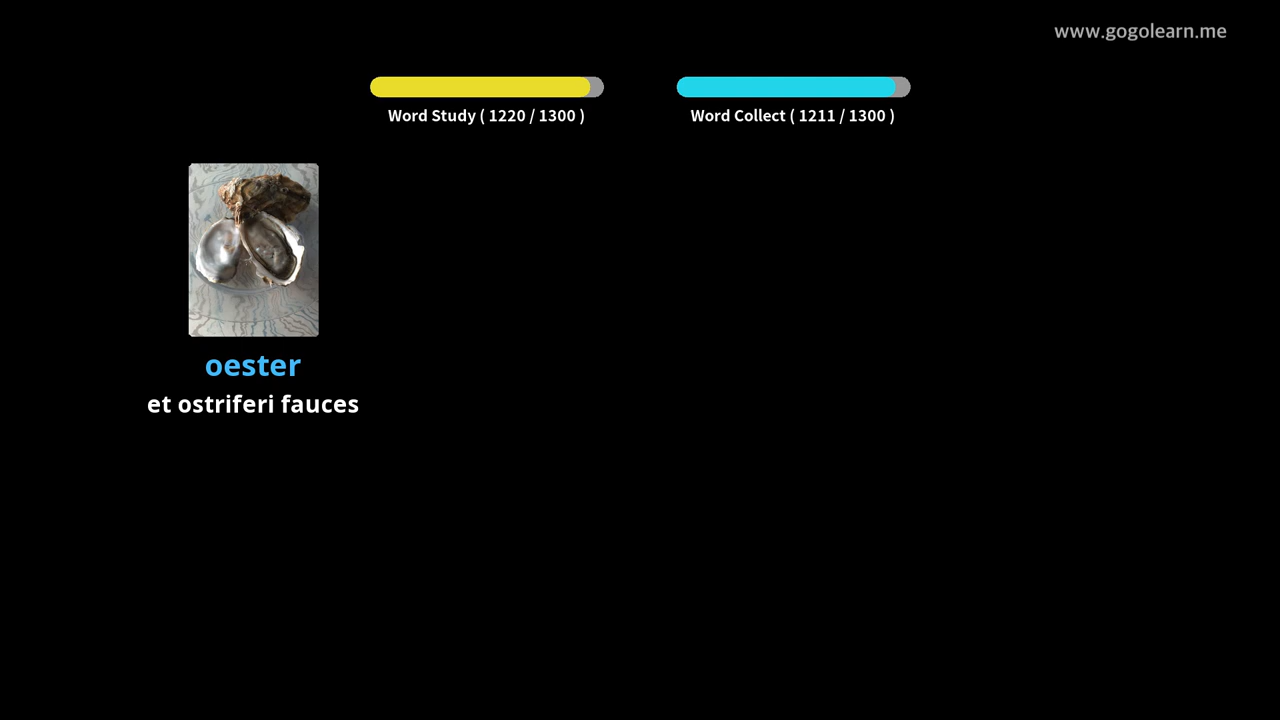 www.gogolearn.me
Word Study ( 1220 / 1300 )
Word Collect ( 1211 / 1300 )
oester
et ostriferi fauces